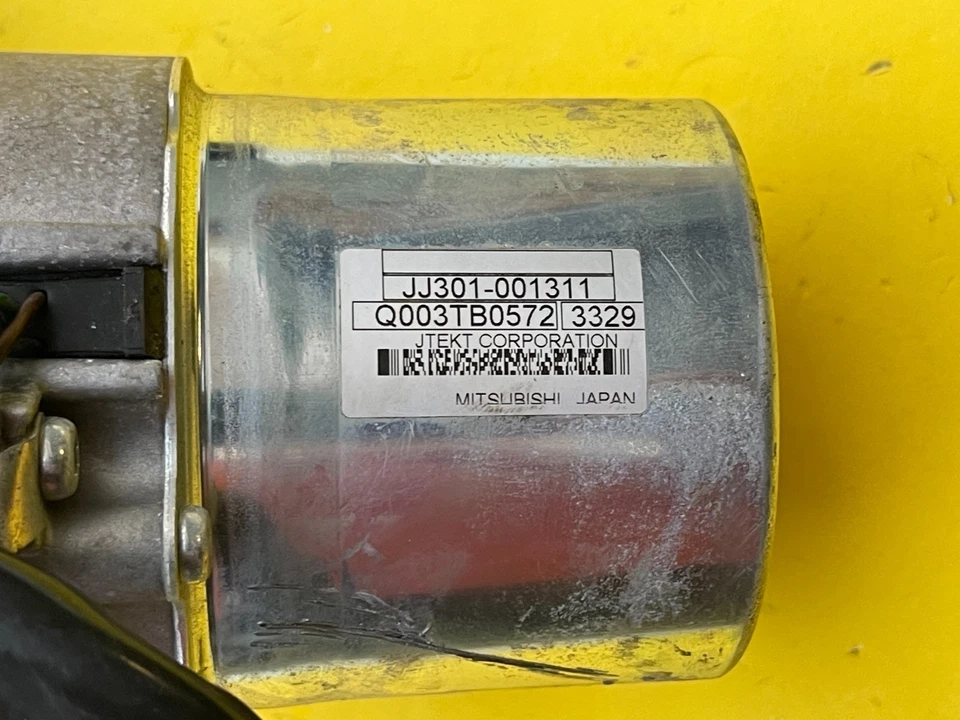 JJ301-001311
Q003TB0572 3329
JTEKT CORPORATION
MITSUBISHI JAPAN